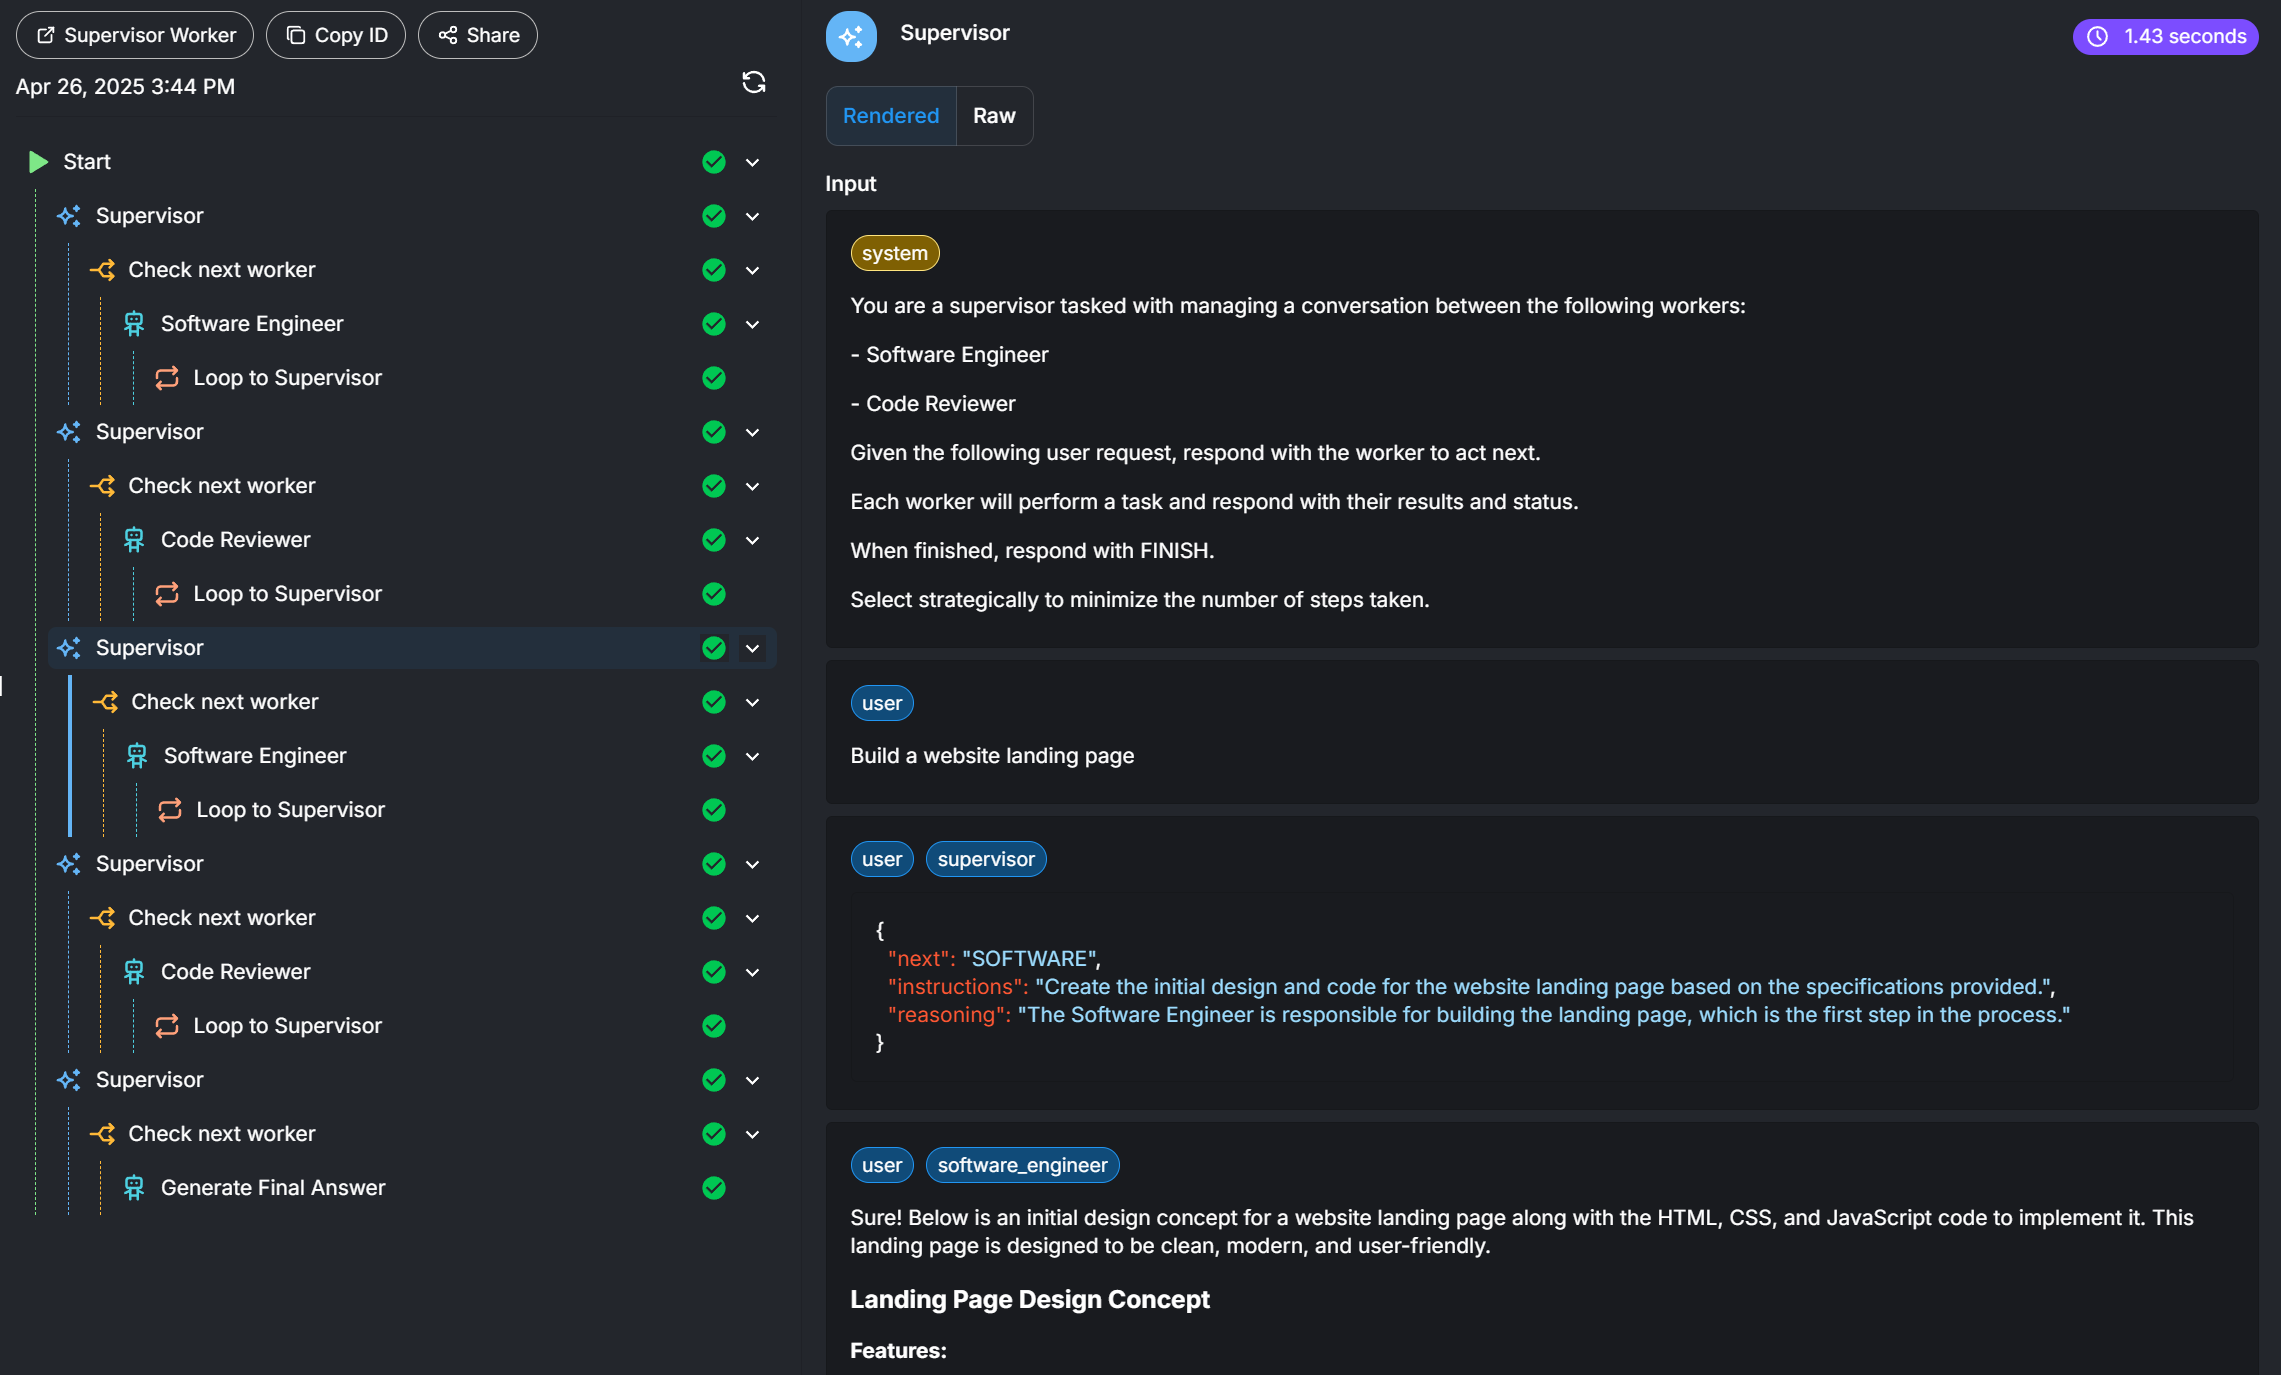 Supervisor Worker
Copy ID
Share
Apr 26, 2025 3:44 PM
Start
Supervisor
Check next worker
Software Engineer
Loop to Supervisor
Supervisor
Check next worker
Code Reviewer
Loop to Supervisor
Supervisor
Check next worker
Software Engineer
Loop to Supervisor
Supervisor
Check next worker
Code Reviewer
Loop to Supervisor
Supervisor
Check next worker
Generate Final Answer
Supervisor
1.43 seconds
Rendered
Raw
Input
system
You are a supervisor tasked with managing a conversation between the following workers:
- Software Engineer
- Code Reviewer
Given the following user request, respond with the worker to act next.
Each worker will perform a task and respond with their results and status.
When finished, respond with FINISH.
Select strategically to minimize the number of steps taken.
user
Build a website landing page
user supervisor
{
"next": "SOFTWARE",
"instructions": "Create the initial design and code for the website landing page based on the specifications provided.",
"reasoning": "The Software Engineer is responsible for building the landing page, which is the first step in the process."
}
user software_engineer
Sure! Below is an initial design concept for a website landing page along with the HTML, CSS, and JavaScript code to implement it. This
landing page is designed to be clean, modern, and user-friendly.
Landing Page Design Concept
Features: